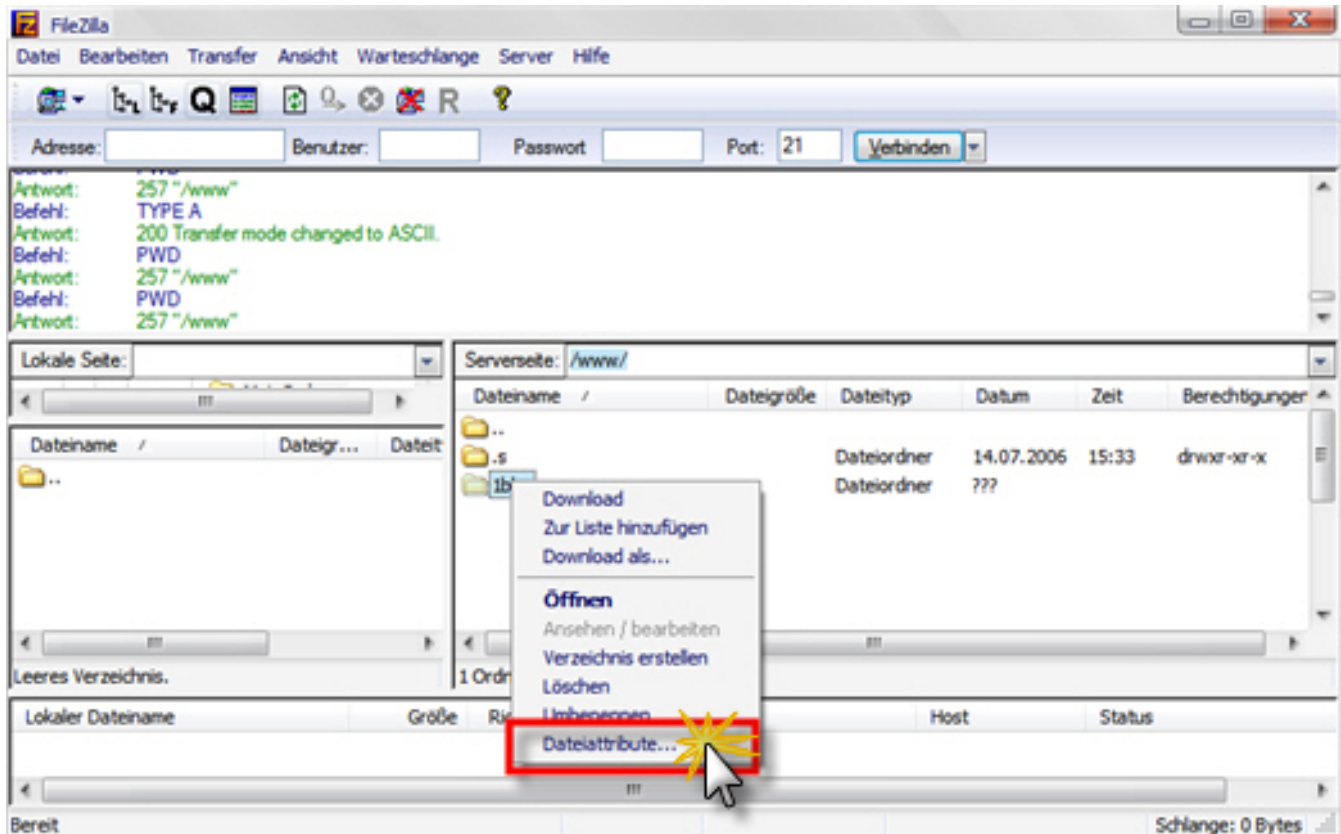 FileZilla
Datei Bearbeiten Transfer Ansicht Warteschlange Server Hilfe
Adresse: Benutzer: Passwort Port: 21 Verbinden
Antwort: 257 "/www"
Befehl: TYPE A
Antwort: 200 Transfer mode changed to ASCII.
Befehl: PWD
Antwort: 257 "/www"
Befehl: PWD
Antwort: 257 "/www"
Lokale Seite:
Serverseite: /www/
Dateiname / Dateigröße Dateityp Datum Zeit Berechtigunger
..
.s Dateiordner 14.07.2006 15:33 drwxr-xr-x
Dateiordner ???
Dateiname / Dateigr... Dateit
..
Download
Zur Liste hinzufügen
Download als...
Öffnen
Ansehen / bearbeiten
Verzeichnis erstellen
Löschen
Umbenennen
Dateiattribute...
Leeres Verzeichnis.
Lokaler Dateiname Größe Host Status
Bereit Schlange: 0 Bytes